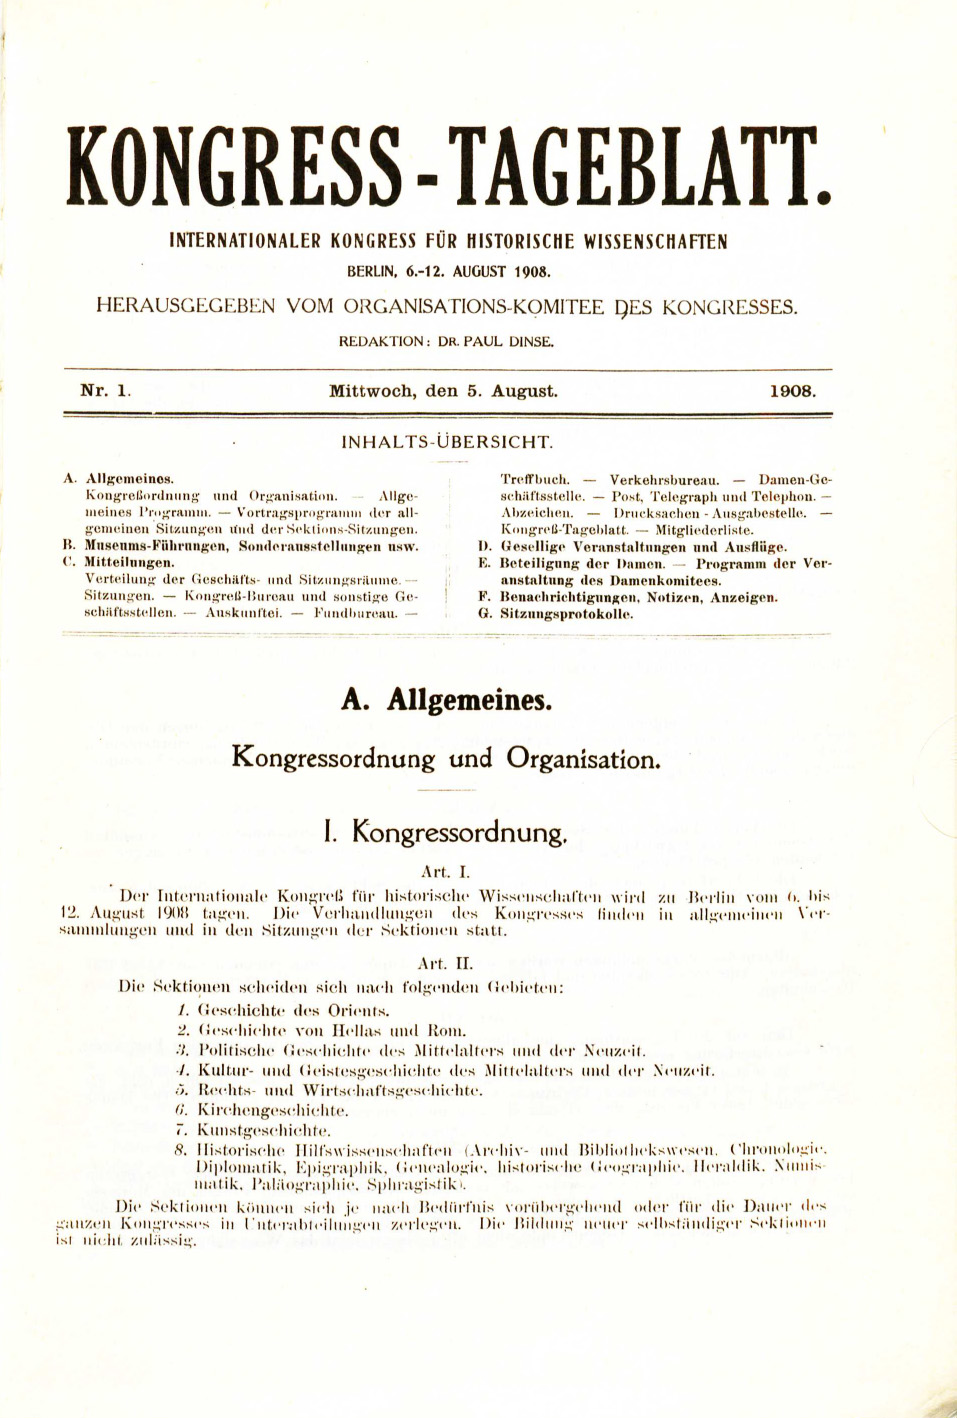 KONGRESS-TAGEBLATT.
INTERNATIONALER KONGRESS FÜR HISTORISCHE WISSENSCHAFTEN
BERLIN, 6.-12. AUGUST 1908.
HERAUSGEGEBEN VOM ORGANISATIONS-KOMITEE DES KONGRESSES.
REDAKTION: DR. PAUL DINSE.
Nr. 1. Mittwoch, den 5. August. 1908.
INHALTS-ÜBERSICHT.
A. Allgemeines.
Kongreßordnung und Organisation. — Allge-
meines Programm. — Vortragsprogramm der all-
gemeinen Sitzungen und der Sektions-Sitzungen.
B. Museums-Führungen, Sonderausstellungen usw.
C. Mitteilungen.
Verteilung der Geschäfts- und Sitzungsräume. —
Sitzungen. — Kongreß-Bureau und sonstige Ge-
schäftsstellen. — Auskunftei. — Fundbureau. —
Treffbuch. — Verkehrsbureau. — Damen-Ge-
schäftsstelle. — Post, Telegraph und Telephon. —
Abzeichen. — Drucksachen-Ausgabestelle. —
Kongreß-Tageblatt. — Mitgliederliste.
D. Gesellige Veranstaltungen und Ausflüge.
E. Beteiligung der Damen. — Programm der Ver-
anstaltung des Damenkomitees.
F. Benachrichtigungen, Notizen, Anzeigen.
G. Sitzungsprotokolle.
A. Allgemeines.
Kongressordnung und Organisation.
I. Kongressordnung.
Art. I.
Der Internationale Kongreß für historische Wissenschaften wird zu Berlin vom 6. bis
12. August 1908 tagen. Die Verhandlungen des Kongresses finden in allgemeinen Ver-
sammlungen und in den Sitzungen der Sektionen statt.
Art. II.
Die Sektionen scheiden sich nach folgenden Gebieten:
1. Geschichte des Orients.
2. Geschichte von Hellas und Rom.
3. Politische Geschichte des Mittelalters und der Neuzeit.
4. Kultur- und Geistesgeschichte des Mittelalters und der Neuzeit.
5. Rechts- und Wirtschaftsgeschichte.
6. Kirchengeschichte.
7. Kunstgeschichte.
8. Historische Hilfswissenschaften (Archiv- und Bibliothekswesen, Chronologie,
Diplomatik, Epigraphik, Genealogie, historische Geographie, Heraldik, Numis-
matik, Paläographie, Sphragistik).
Die Sektionen können sich je nach Bedürfnis vorübergehend oder für die Dauer des
ganzen Kongresses in Unterabteilungen zerlegen. Die Bildung neuer selbständiger Sektionen
ist nicht zulässig.